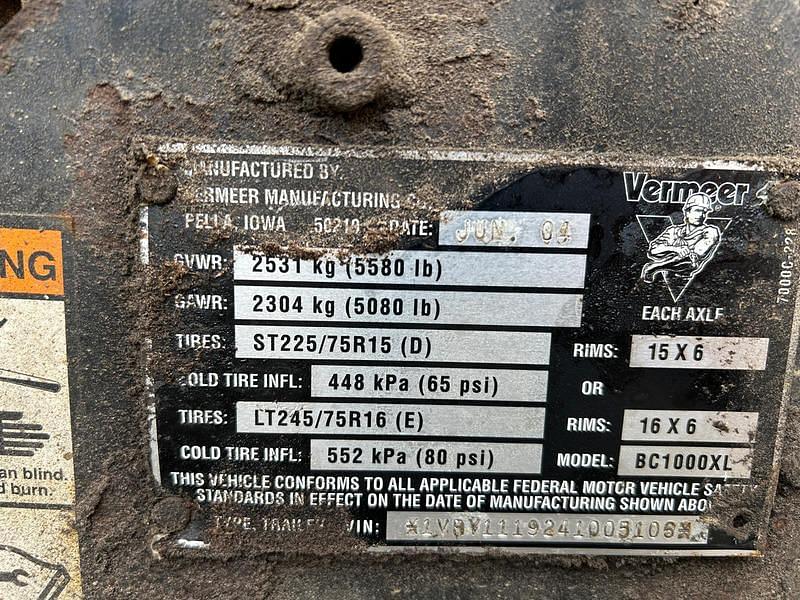 MANUFACTURED BY:
VERMEER MANUFACTURING
PELLA, IOWA 50219 DATE: JUN. 04
GVWR: 2531 kg (5580 lb)
GAWR: 2304 kg (5080 lb)
TIRES: ST225/75R15 (D)
COLD TIRE INFL: 448 kPa (65 psi)
TIRES: LT245/75R16 (E)
COLD TIRE INFL: 552 kPa (80 psi)
Vermeer
EACH AXLE
RIMS: 15 X 6
OR
RIMS: 16 X 6
MODEL: BC1000XL
THIS VEHICLE CONFORMS TO ALL APPLICABLE FEDERAL MOTOR VEHICLE SAFETY
STANDARDS IN EFFECT ON THE DATE OF MANUFACTURING SHOWN ABOVE
TYPE: TRAILER VIN: *1VRY1119241005106*
7000C-228
NG
an blind.
d burn.